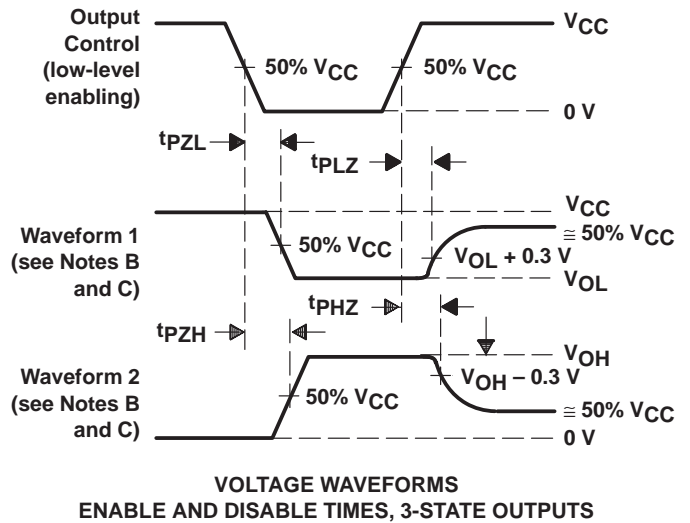 Output
Control
(low-level
enabling)
VCC
50% VCC
50% VCC
0 V
tPZL
tPLZ
Waveform 1
(see Notes B
and C)
VCC
≅ 50% VCC
50% VCC
VOL + 0.3 V
VOL
tPHZ
tPZH
Waveform 2
(see Notes B
and C)
VOH
VOH – 0.3 V
50% VCC
≅ 50% VCC
0 V
VOLTAGE WAVEFORMS
ENABLE AND DISABLE TIMES, 3-STATE OUTPUTS